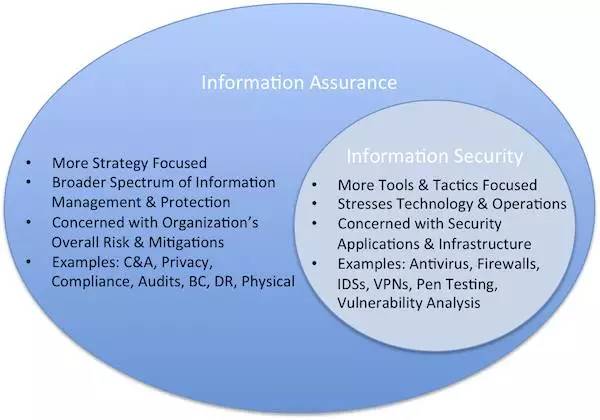 Information Assurance
• More Strategy Focused
• Broader Spectrum of Information
Management & Protection
• Concerned with Organization's
Overall Risk & Mitigations
• Examples: C&A, Privacy,
Compliance, Audits, BC, DR, Physical
Information Security
• More Tools & Tactics Focused
• Stresses Technology & Operations
• Concerned with Security
Applications & Infrastructure
• Examples: Antivirus, Firewalls,
IDSs, VPNs, Pen Testing,
Vulnerability Analysis